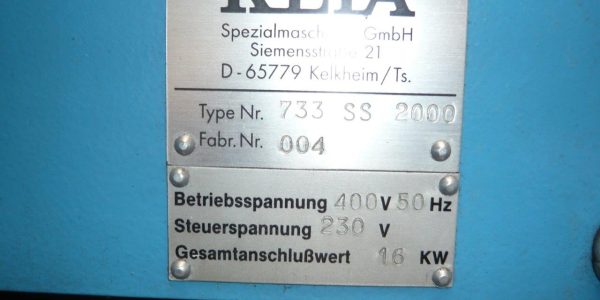 Spezialmaschinen GmbH
Siemensstraße 21
D-65779 Kelkheim/Ts.
Type Nr. 733 SS 2000
Fabr. Nr. 004
Betriebsspannung 400 V 50 Hz
Steuerspannung 230 V
Gesamtanschlußwert 16 KW